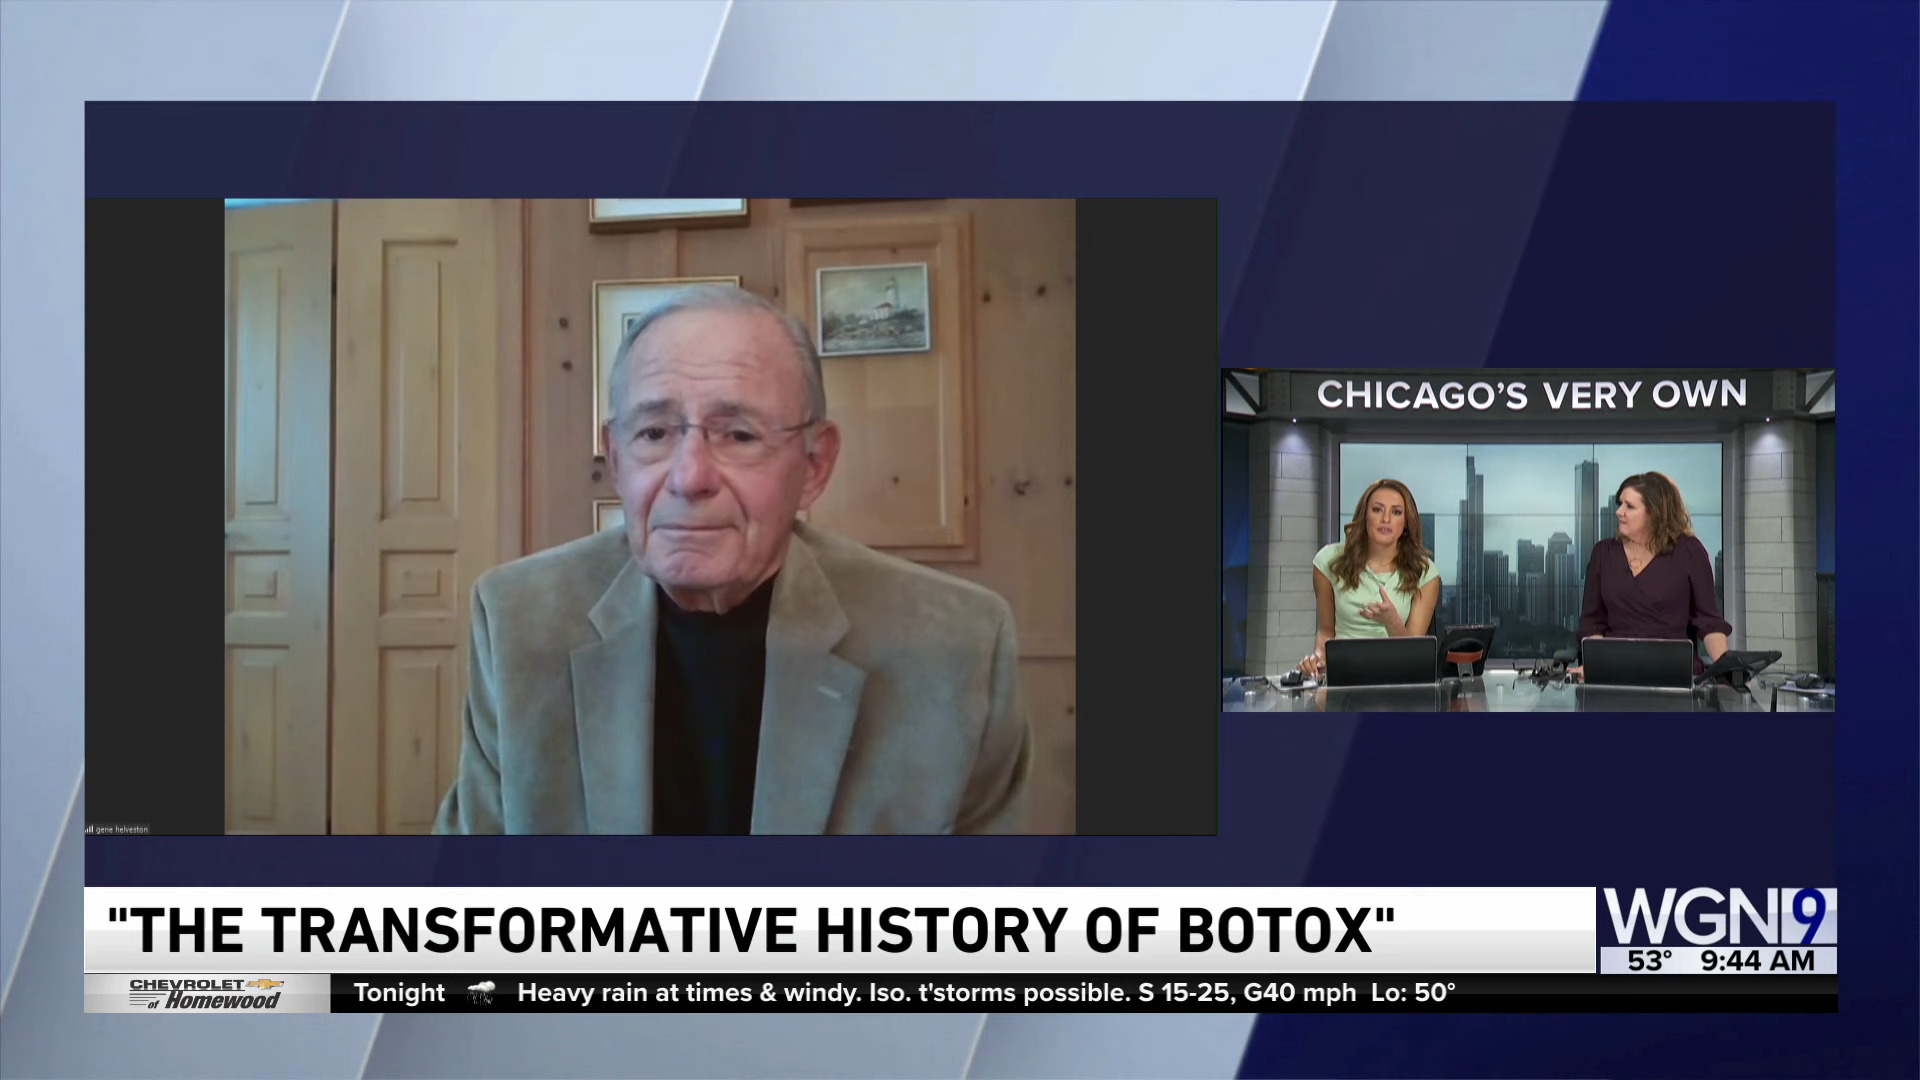 CHICAGO'S VERY OWN
gene helveston
"THE TRANSFORMATIVE HISTORY OF BOTOX"
WGN9
53° 9:44 AM
CHEVROLET
of Homewood
Tonight Heavy rain at times & windy. Iso. t'storms possible. S 15-25, G40 mph Lo: 50°